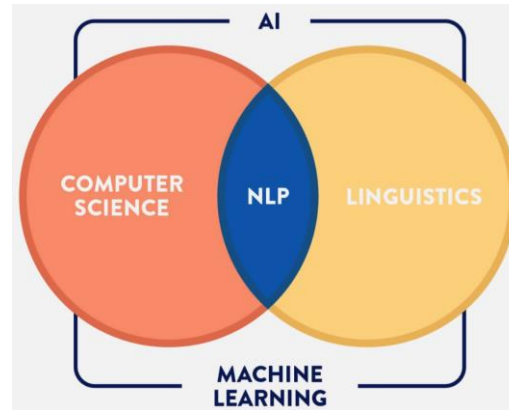 AI
COMPUTER
SCIENCE
NLP
LINGUISTICS
MACHINE
LEARNING